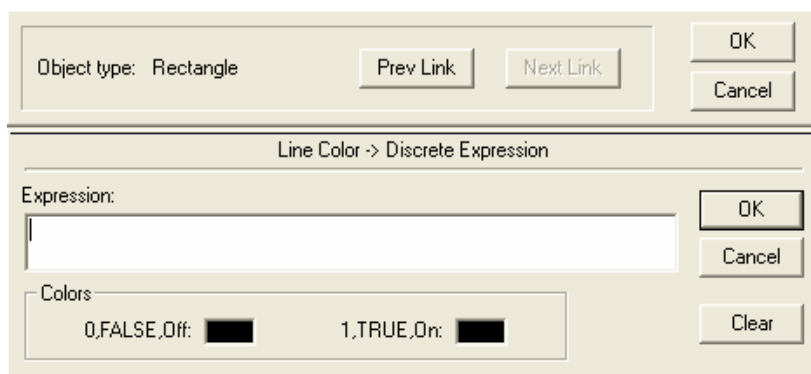 OK
Object type: Rectangle Prev Link Next Link
Cancel
Line Color -> Discrete Expression
Expression:
OK
Cancel
Colors
0,FALSE,Off: 1,TRUE,On: Clear